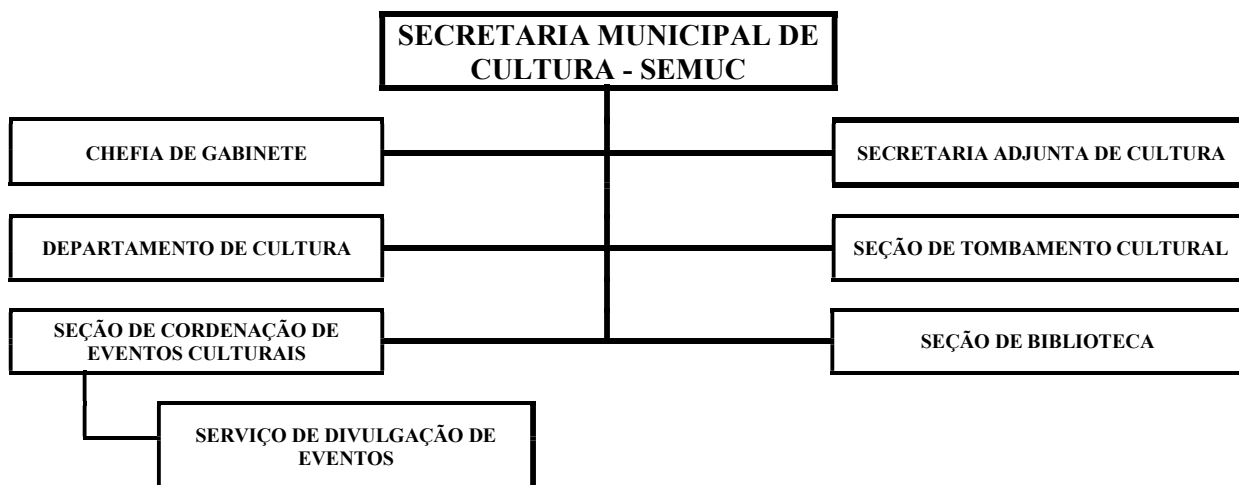 SECRETARIA MUNICIPAL DE
CULTURA - SEMUC
CHEFIA DE GABINETE
SECRETARIA ADJUNTA DE CULTURA
DEPARTAMENTO DE CULTURA
SEÇÃO DE TOMBAMENTO CULTURAL
SEÇÃO DE CORDENAÇÃO DE
EVENTOS CULTURAIS
SEÇÃO DE BIBLIOTECA
SERVIÇO DE DIVULGAÇÃO DE
EVENTOS